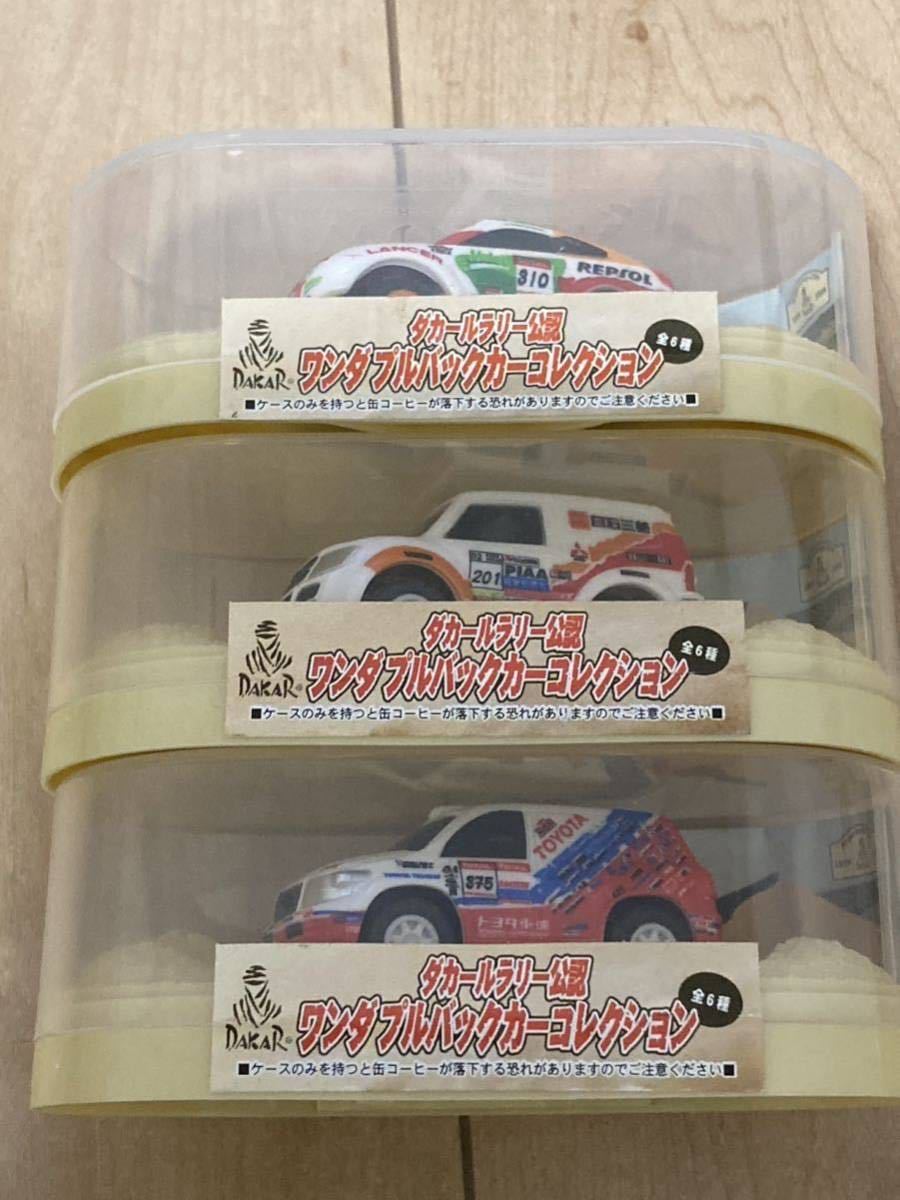 LANCER
310
REPSOL
DAKAR®
ダカールラリー公認
ワンダ プルバックカーコレクション
全6種
■ケースのみを持つと缶コーヒーが落下する恐れがありますのでご注意ください■
201
PIAA
DAKAR®
ダカールラリー公認
ワンダ プルバックカーコレクション
全6種
■ケースのみを持つと缶コーヒーが落下する恐れがありますのでご注意ください■
TOYOTA
375
DAKAR®
ダカールラリー公認
ワンダ プルバックカーコレクション
全6種
■ケースのみを持つと缶コーヒーが落下する恐れがありますのでご注意ください■